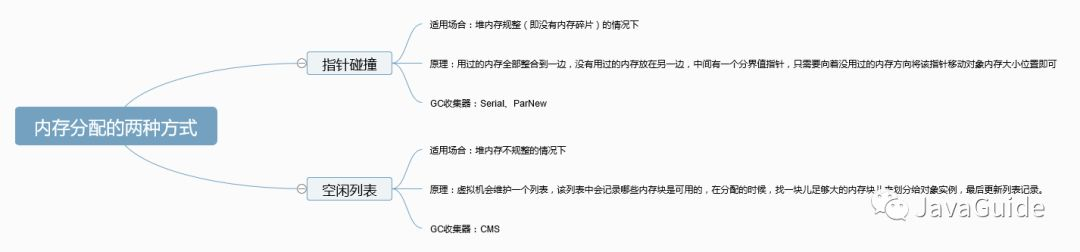 内存分配的两种方式
指针碰撞
适用场合：堆内存规整（即没有内存碎片）的情况下
原理：用过的内存全部整合到一边，没有用过的内存放在另一边，中间有一个分界值指针，只需要向着没用过的内存方向将该指针移动对象内存大小位置即可
GC收集器：Serial、ParNew
空闲列表
适用场合：堆内存不规整的情况下
原理：虚拟机会维护一个列表，该列表中会记录哪些内存块是可用的，在分配的时候，找一块儿足够大的内存块儿来划分给对象实例，最后更新列表记录。
GC收集器：CMS
JavaGuide